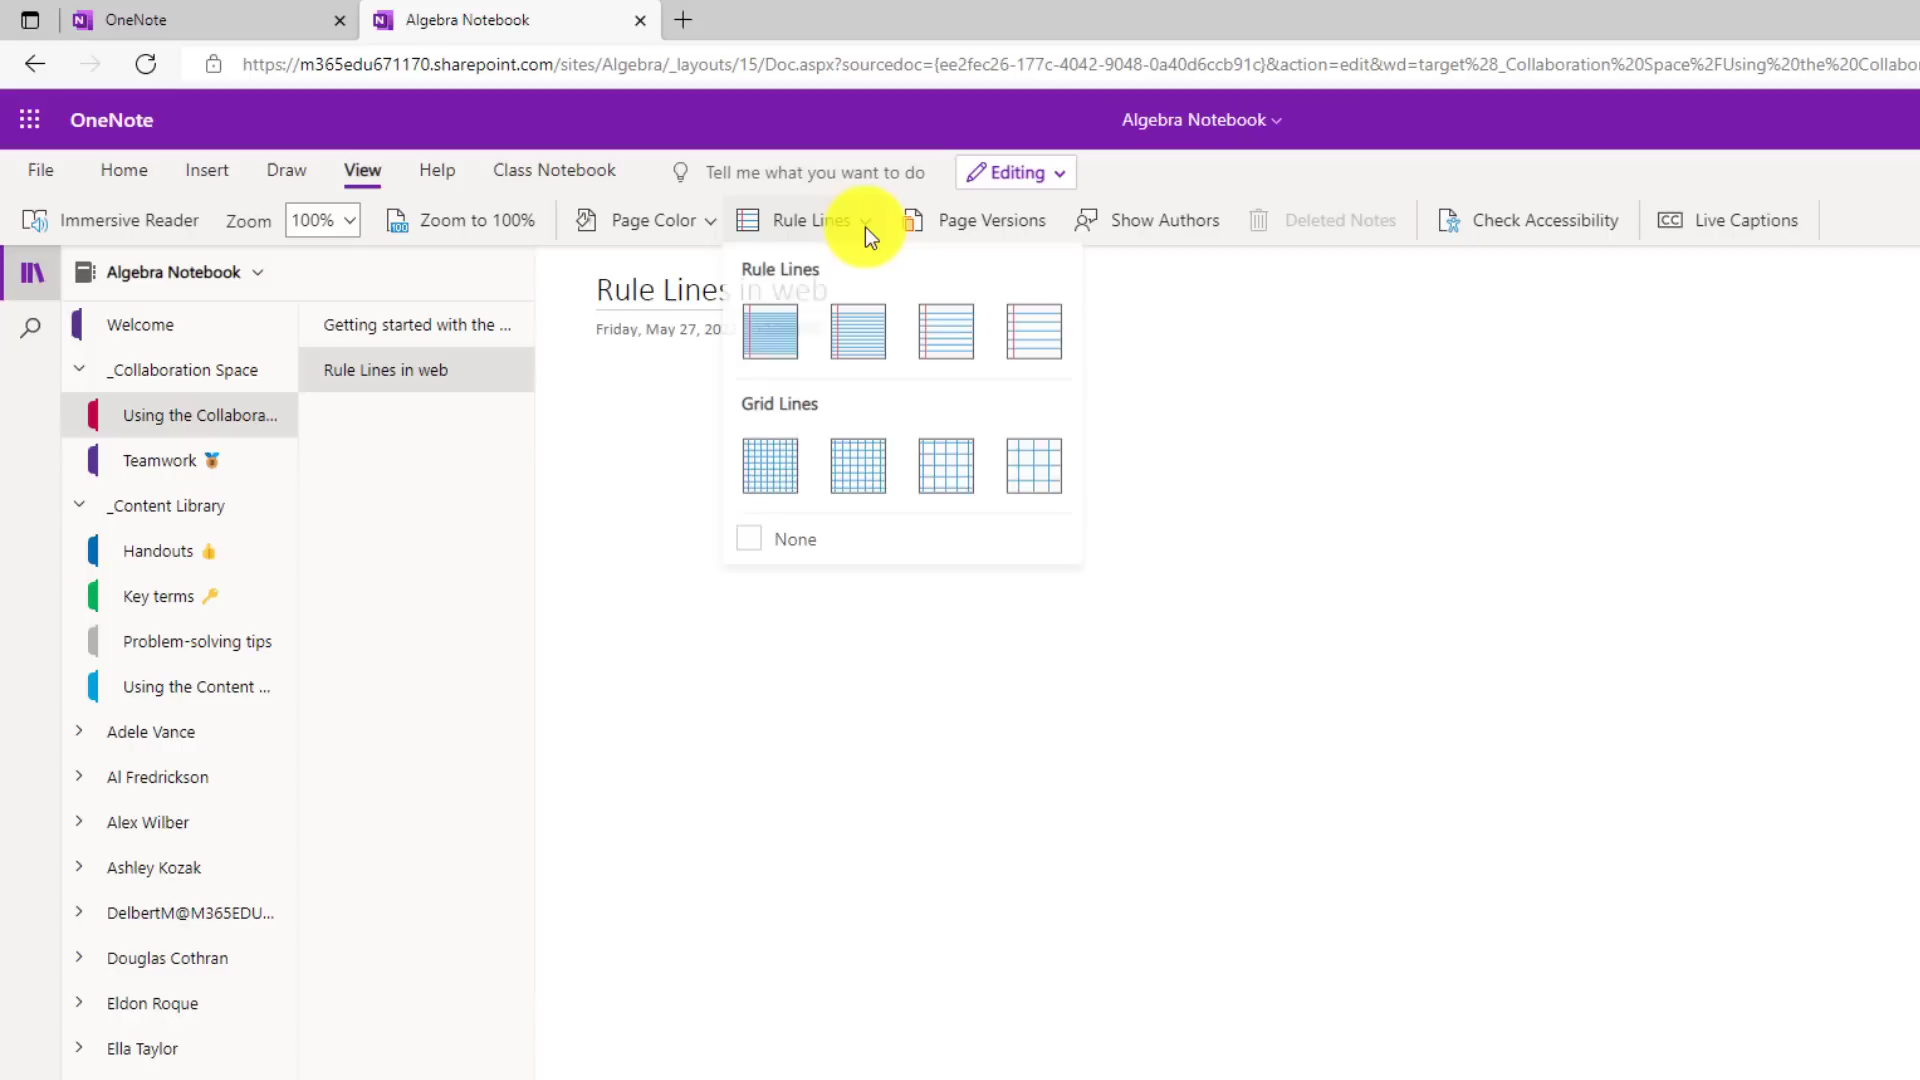 OneNote
Algebra Notebook
https://m365edu671170.sharepoint.com/sites/Algebra/_layouts/15/Doc.aspx?sourcedoc={ee2fec26-177c-4042-9048-0a40d6ccb91c}&action=edit&wd=target%28_Collaboration%20Space%2FUsing%20the%20Collabo
OneNote
Algebra Notebook
File
Home
Insert
Draw
View
Help
Class Notebook
Tell me what you want to do
Editing
Immersive Reader
Zoom
100%
100
Zoom to 100%
Page Color
Rule Lines
Page Versions
Show Authors
Deleted Notes
Check Accessibility
CC
Live Captions
Algebra Notebook
Welcome
_Collaboration Space
Using the Collabora...
Teamwork 🏅
_Content Library
Handouts 👍
Key terms 🔑
Problem-solving tips
Using the Content ...
Adele Vance
Al Fredrickson
Alex Wilber
Ashley Kozak
DelbertM@M365EDU...
Douglas Cothran
Eldon Roque
Ella Taylor
Getting started with the ...
Rule Lines in web
Rule Lines in web
Friday, May 27, 20
Rule Lines
Grid Lines
None